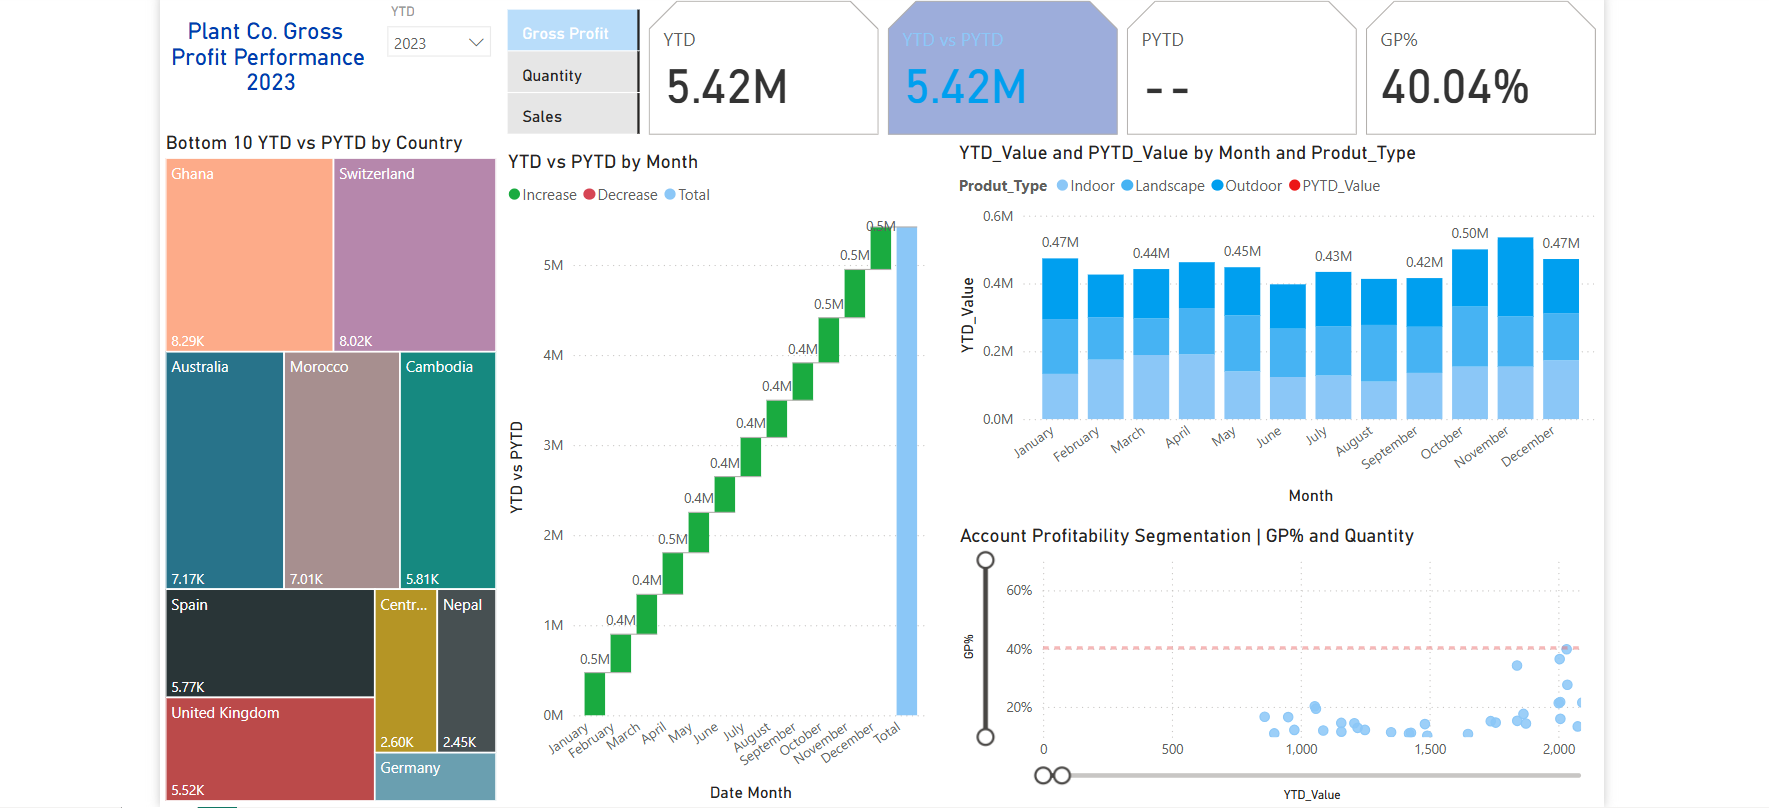 Plant Co. Gross
Profit Performance
2023
YTD
2023
Gross Profit
Quantity
Sales
YTD
5.42M
YTD vs PYTD
5.42M
PYTD
--
GP%
40.04%
Bottom 10 YTD vs PYTD by Country
Ghana
8.29K
Switzerland
8.02K
Australia
7.17K
Morocco
7.01K
Cambodia
5.81K
Spain
5.77K
Centr...
2.60K
Nepal
2.45K
United Kingdom
5.52K
Germany
YTD vs PYTD by Month
Increase Decrease Total
YTD vs PYTD
5M
4M
3M
2M
1M
0M
0.5M
0.4M
0.4M
0.5M
0.4M
0.4M
0.4M
0.4M
0.4M
0.5M
0.5M
0.5M
January February March April May June July August September October November December Total
Date Month
YTD_Value and PYTD_Value by Month and Produt_Type
Produt_Type Indoor Landscape Outdoor PYTD_Value
YTD_Value
0.6M
0.4M
0.2M
0.0M
0.47M 0.44M 0.45M 0.43M 0.42M 0.50M 0.47M
January February March April May June July August September October November December
Month
Account Profitability Segmentation | GP% and Quantity
GP%
60%
40%
20%
0 500 1,000 1,500 2,000
YTD_Value